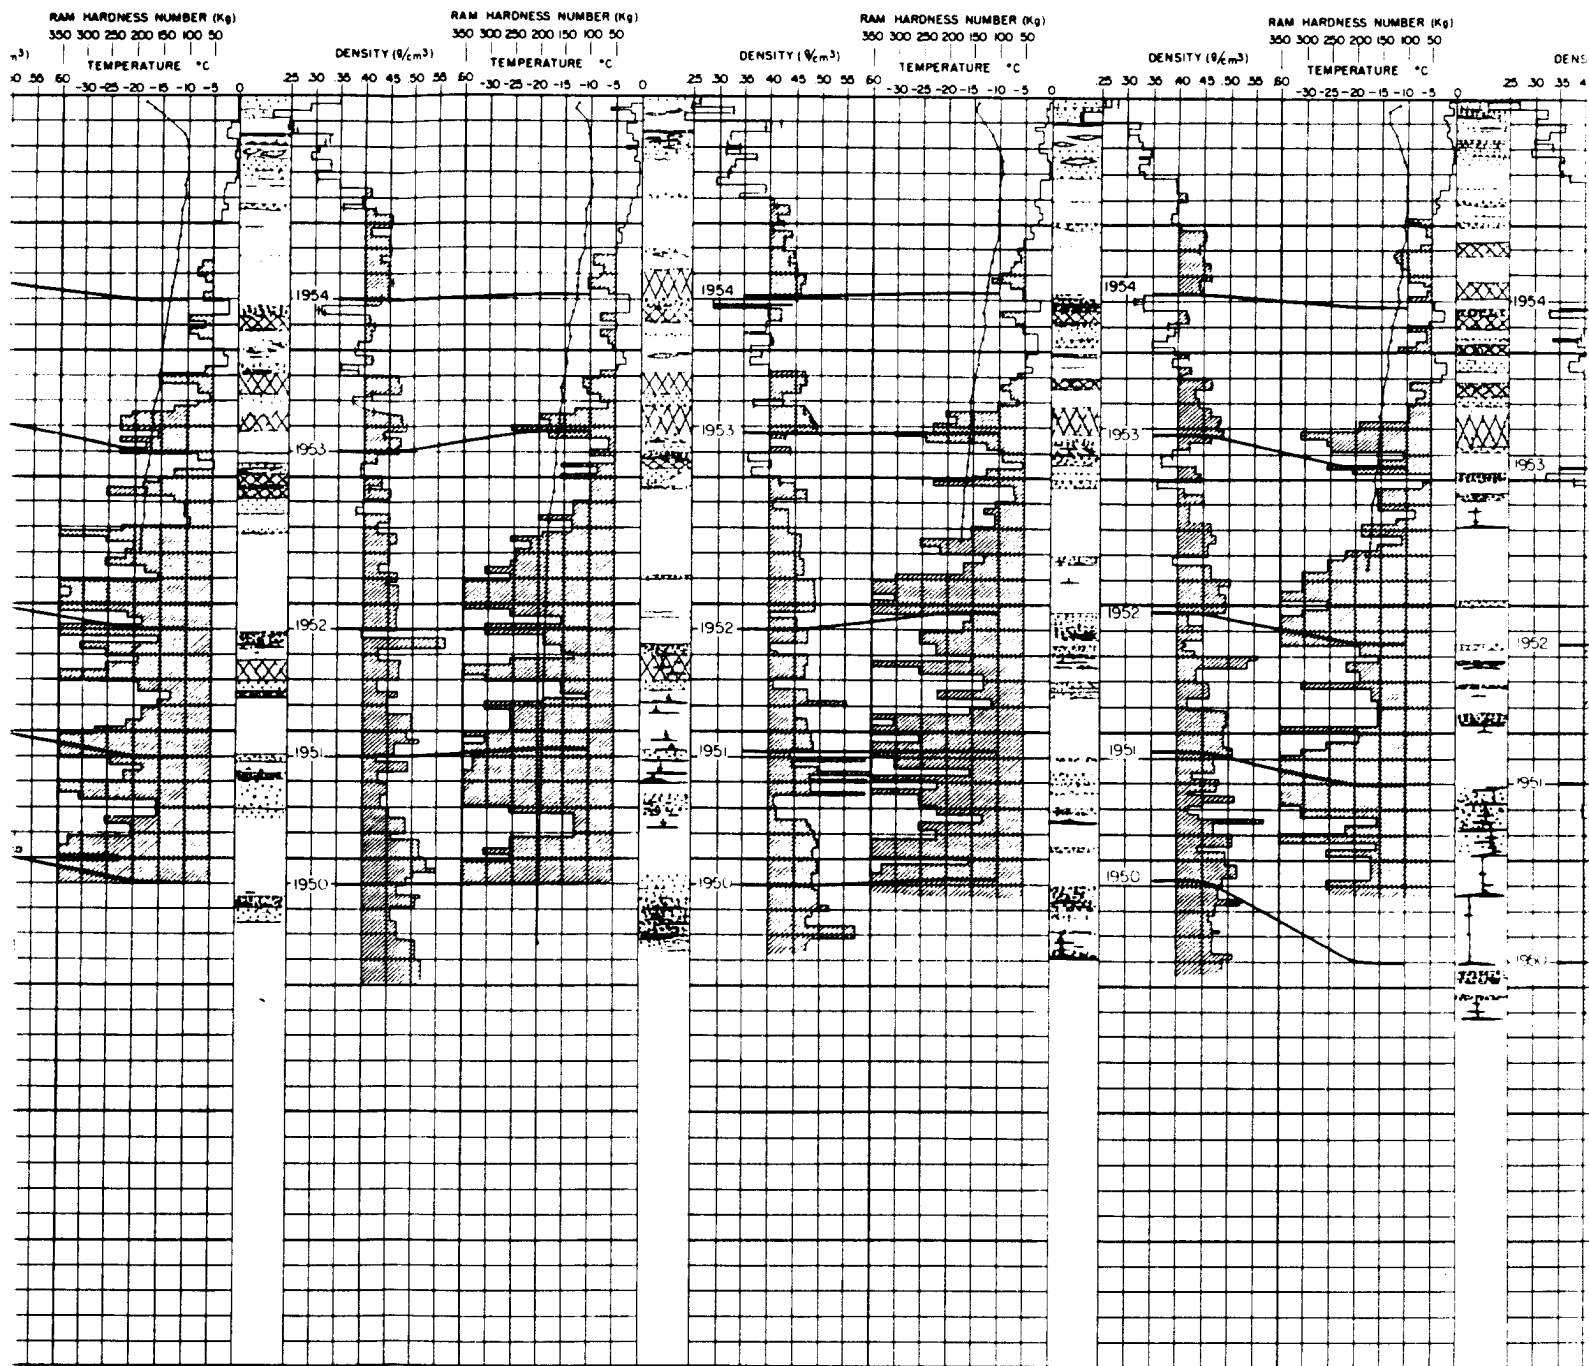 RAM HARDNESS NUMBER (Kg) RAM HARDNESS NUMBER (Kg) RAM HARDNESS NUMBER (Kg) RAM HARDNESS NUMBER (Kg)
350 300 250 200 150 100 50 350 300 250 200 150 100 50 350 300 250 200 150 100 50 350 300 250 200 150 100 50
DENSITY (g/cm³) DENSITY (g/cm³) DENSITY (g/cm³) DENS
TEMPERATURE °C TEMPERATURE °C TEMPERATURE °C TEMPERATURE °C
55 60 -30 -25 -20 -15 -10 -5 0 25 30 35 40 45 50 55 60 -30 -25 -20 -15 -10 -5 0 25 30 35 40 45 50 55 60 -30 -25 -20 -15 -10 -5 0 25 30 35 40 45 50 55 60 -30 -25 -20 -15 -10 -5 0 25 30 35 4
1954 1954 1954 1954
1953 1953 1953 1953
1952 1952 1952 1952
1951 1951 1951 1951
1950 1950 1950